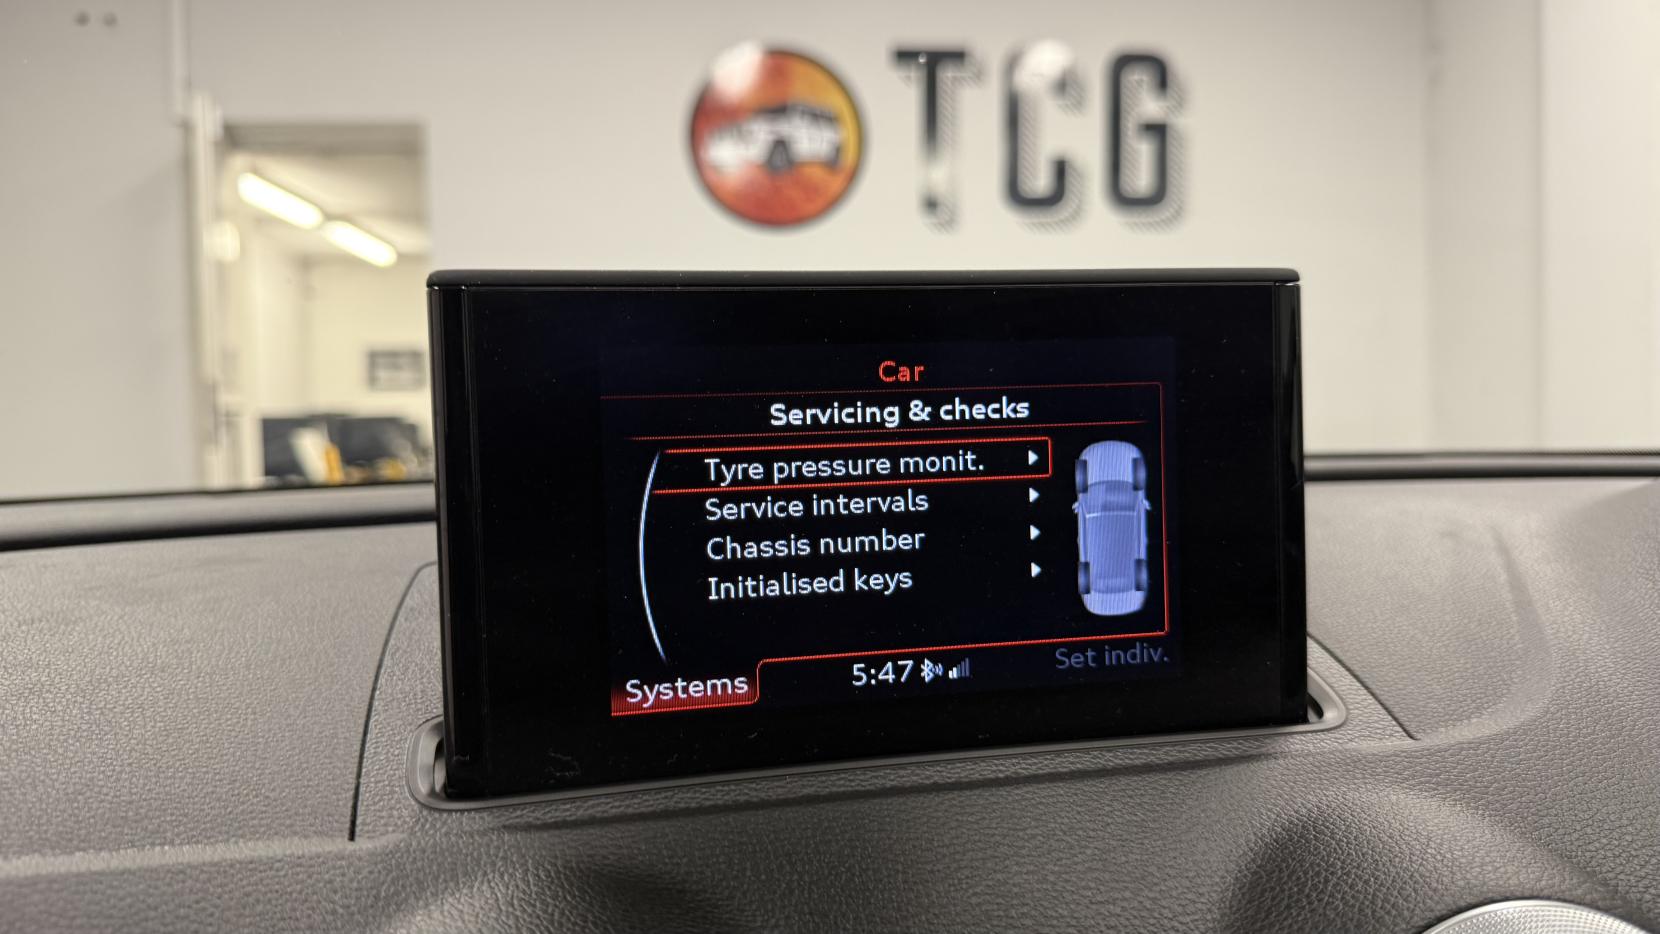 TCG
Car
Servicing & checks
Tyre pressure monit.
Service intervals
Chassis number
Initialised keys
Systems
5:47
Set indiv.